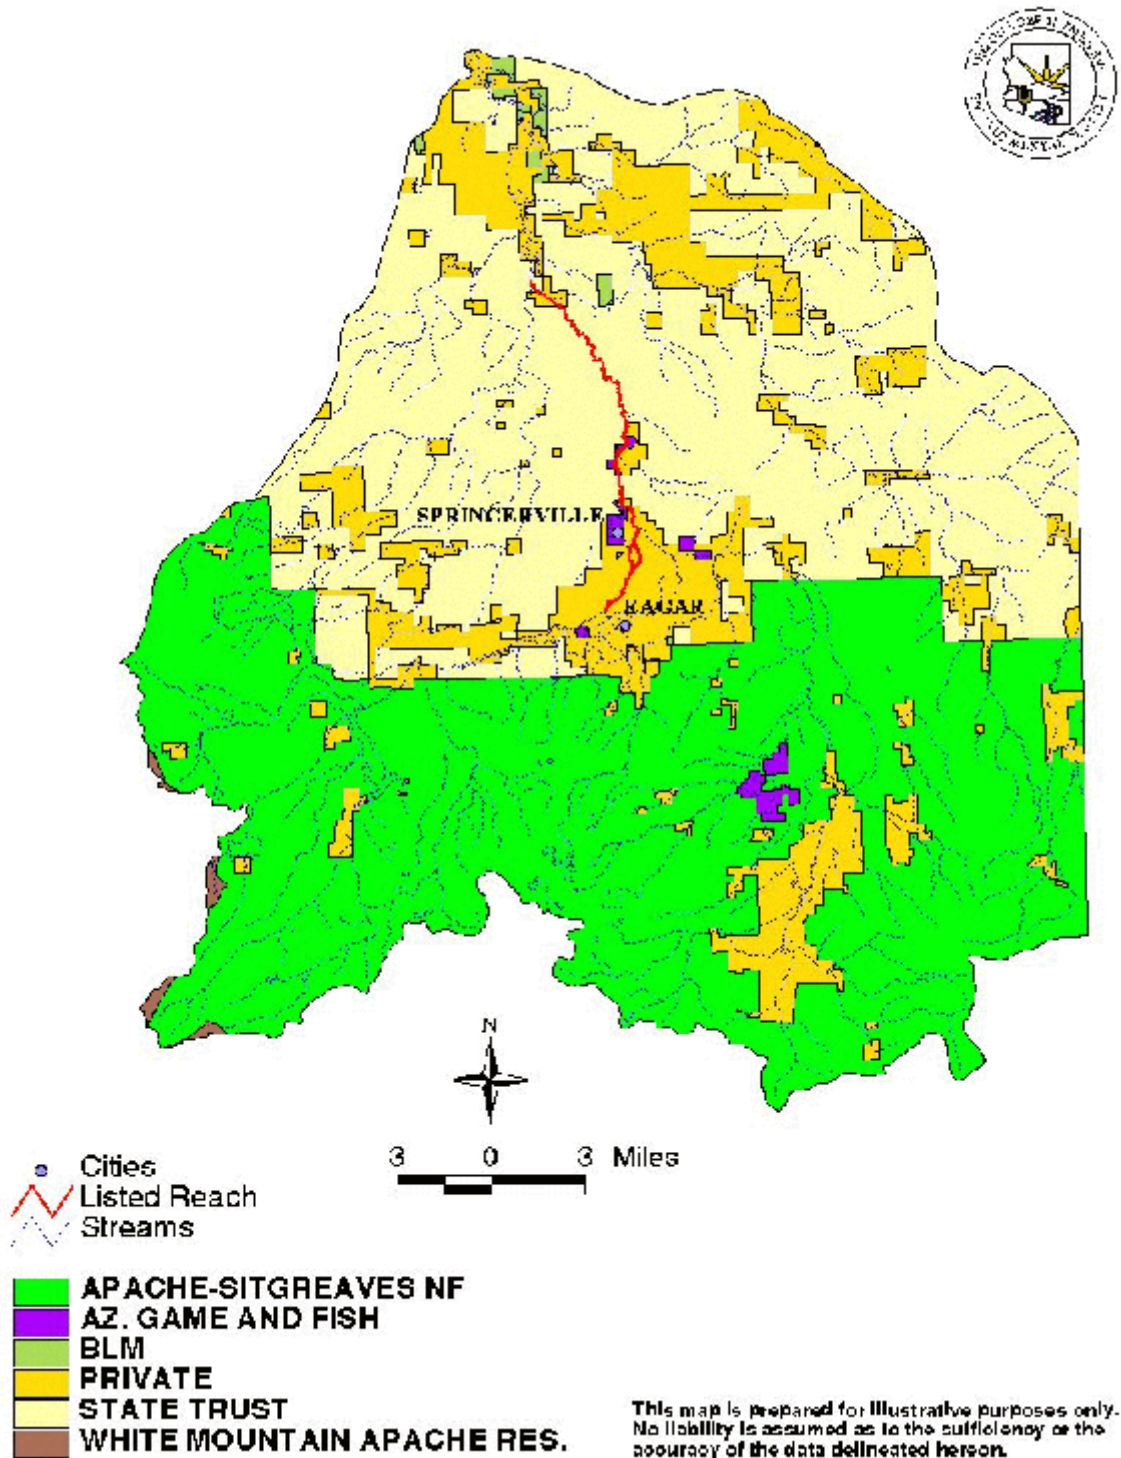 SPRINGERVILLE
EAGAR
N
3 0 3 Miles
Cities
Listed Reach
Streams
APACHE-SITGREAVES NF
AZ. GAME AND FISH
BLM
PRIVATE
STATE TRUST
WHITE MOUNTAIN APACHE RES.
This map is prepared for illustrative purposes only.
No liability is assumed as to the sufficiency or the
accuracy of the data delineated hereon.